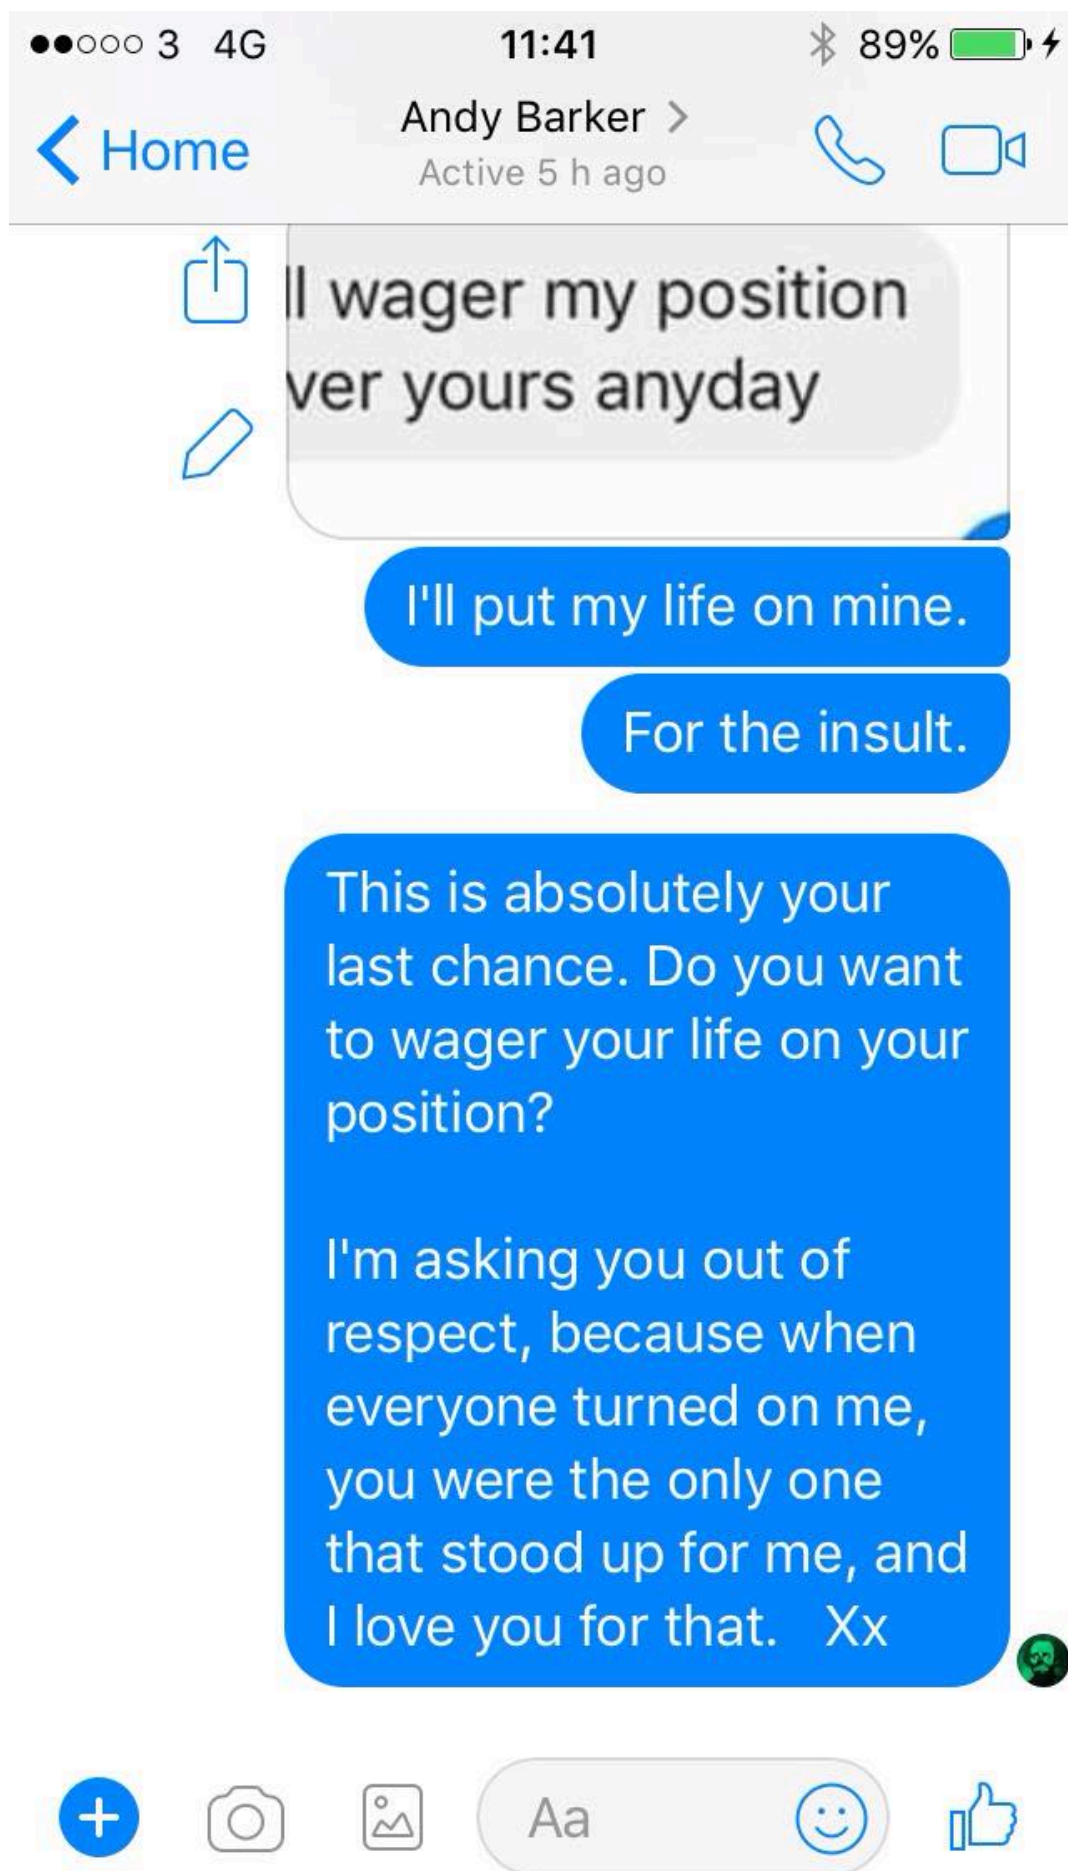 3 4G 11:41 89%
Home Andy Barker
Active 5 h ago
ll wager my position
ver yours anyday
I'll put my life on mine.
For the insult.
This is absolutely your
last chance. Do you want
to wager your life on your
position?
I'm asking you out of
respect, because when
everyone turned on me,
you were the only one
that stood up for me, and
I love you for that. Xx
Aa